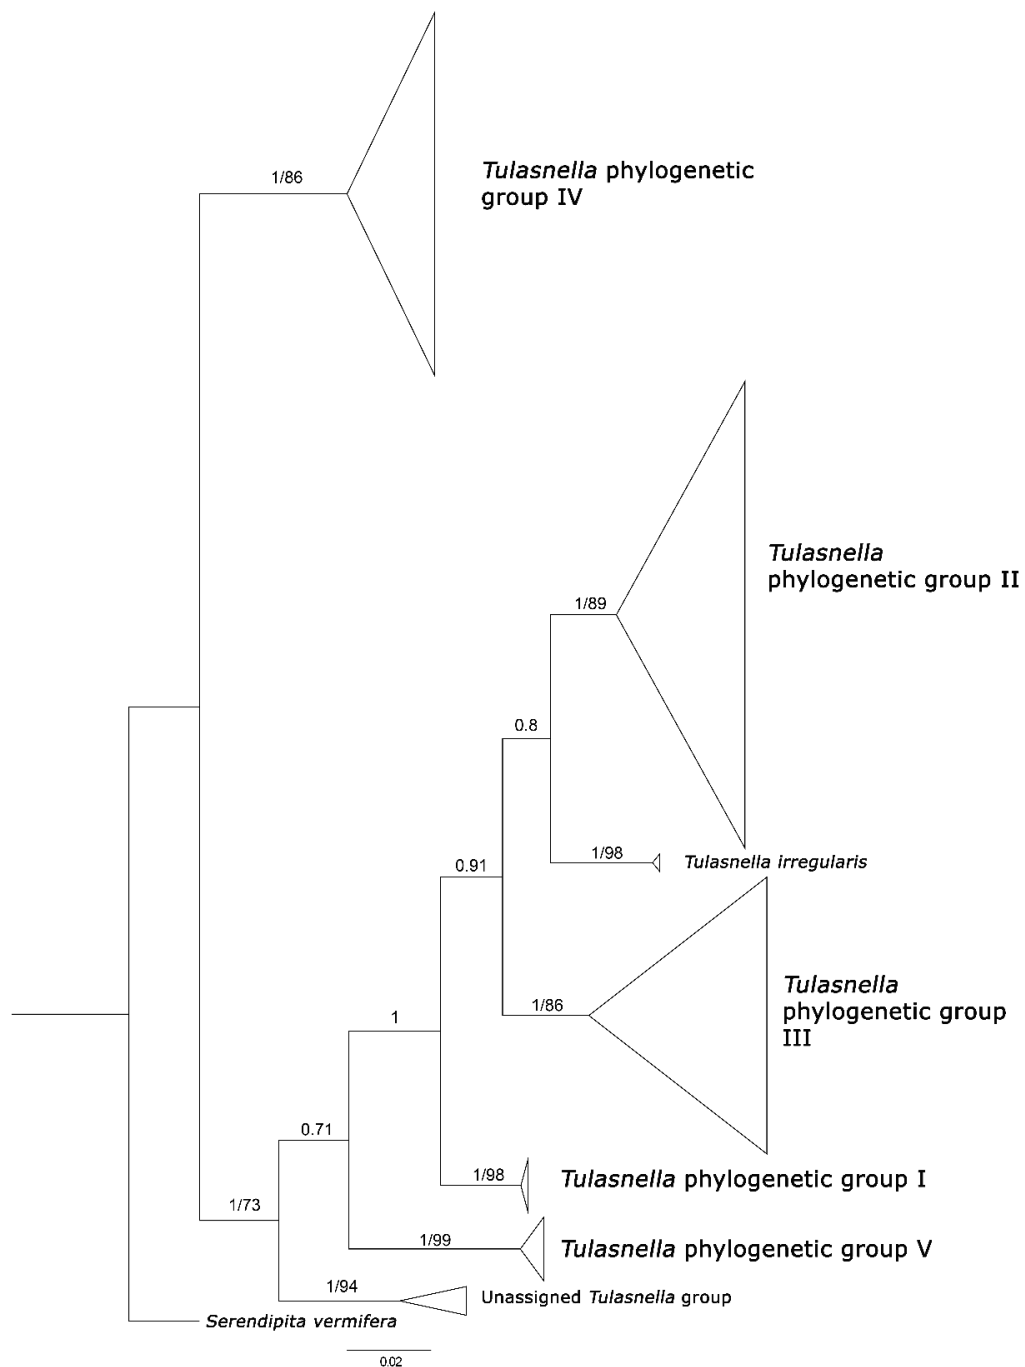 1/86
Tulasnella phylogenetic
group IV
Tulasnella
phylogenetic group II
1/89
0.8
1/98
Tulasnella irregularis
0.91
Tulasnella
phylogenetic group
III
1/86
1
0.71
1/98
Tulasnella phylogenetic group I
1/73
1/99
Tulasnella phylogenetic group V
1/94
Unassigned Tulasnella group
Serendipita vermifera
0.02